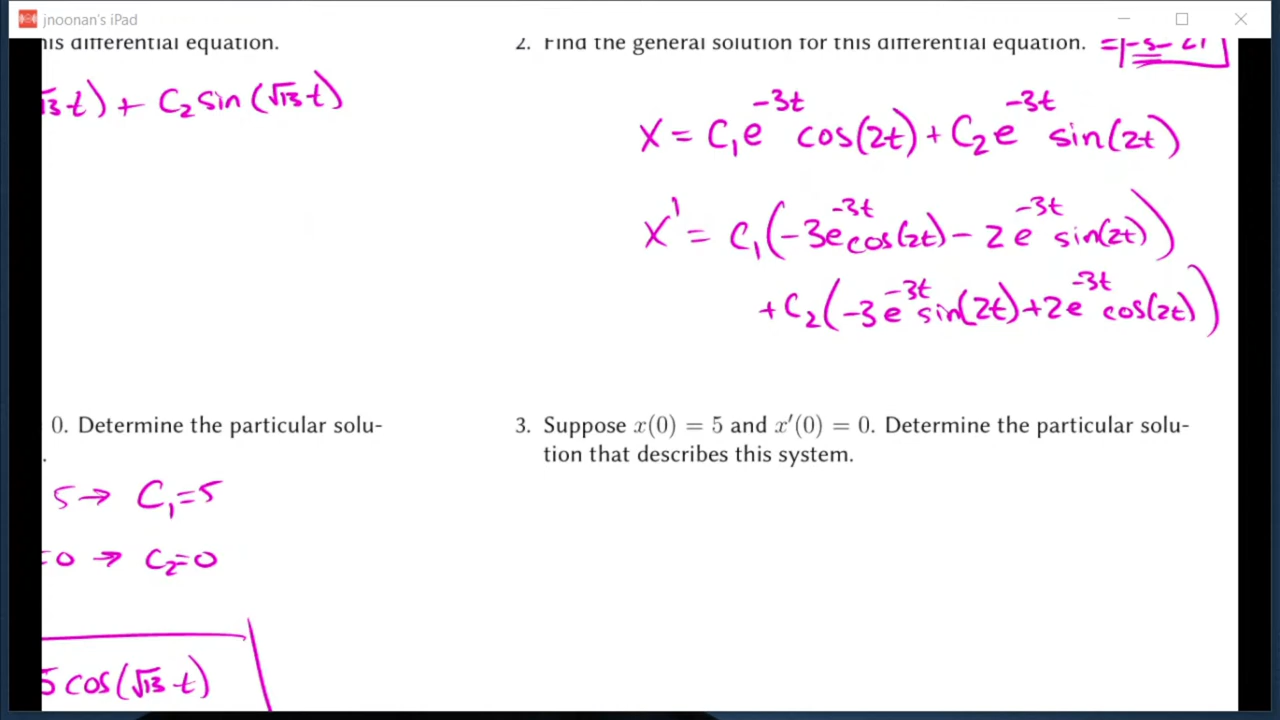 jnoonan's iPad
his differential equation.
√13 t) + C₂ sin(√13 t)
0. Determine the particular solu-
.
5 → C₁=5
=0 → C₂=0
5 cos(√13 t)
2. Find the general solution for this differential equation.
x = C₁e^{-3t} cos(2t) + C₂e^{-3t} sin(2t)
x' = C₁(-3e^{-3t}cos(2t) - 2e^{-3t}sin(2t))
+C₂(-3e^{-3t}sin(2t)+2e^{-3t}cos(2t))
3. Suppose x(0) = 5 and x′(0) = 0. Determine the particular solu-
tion that describes this system.